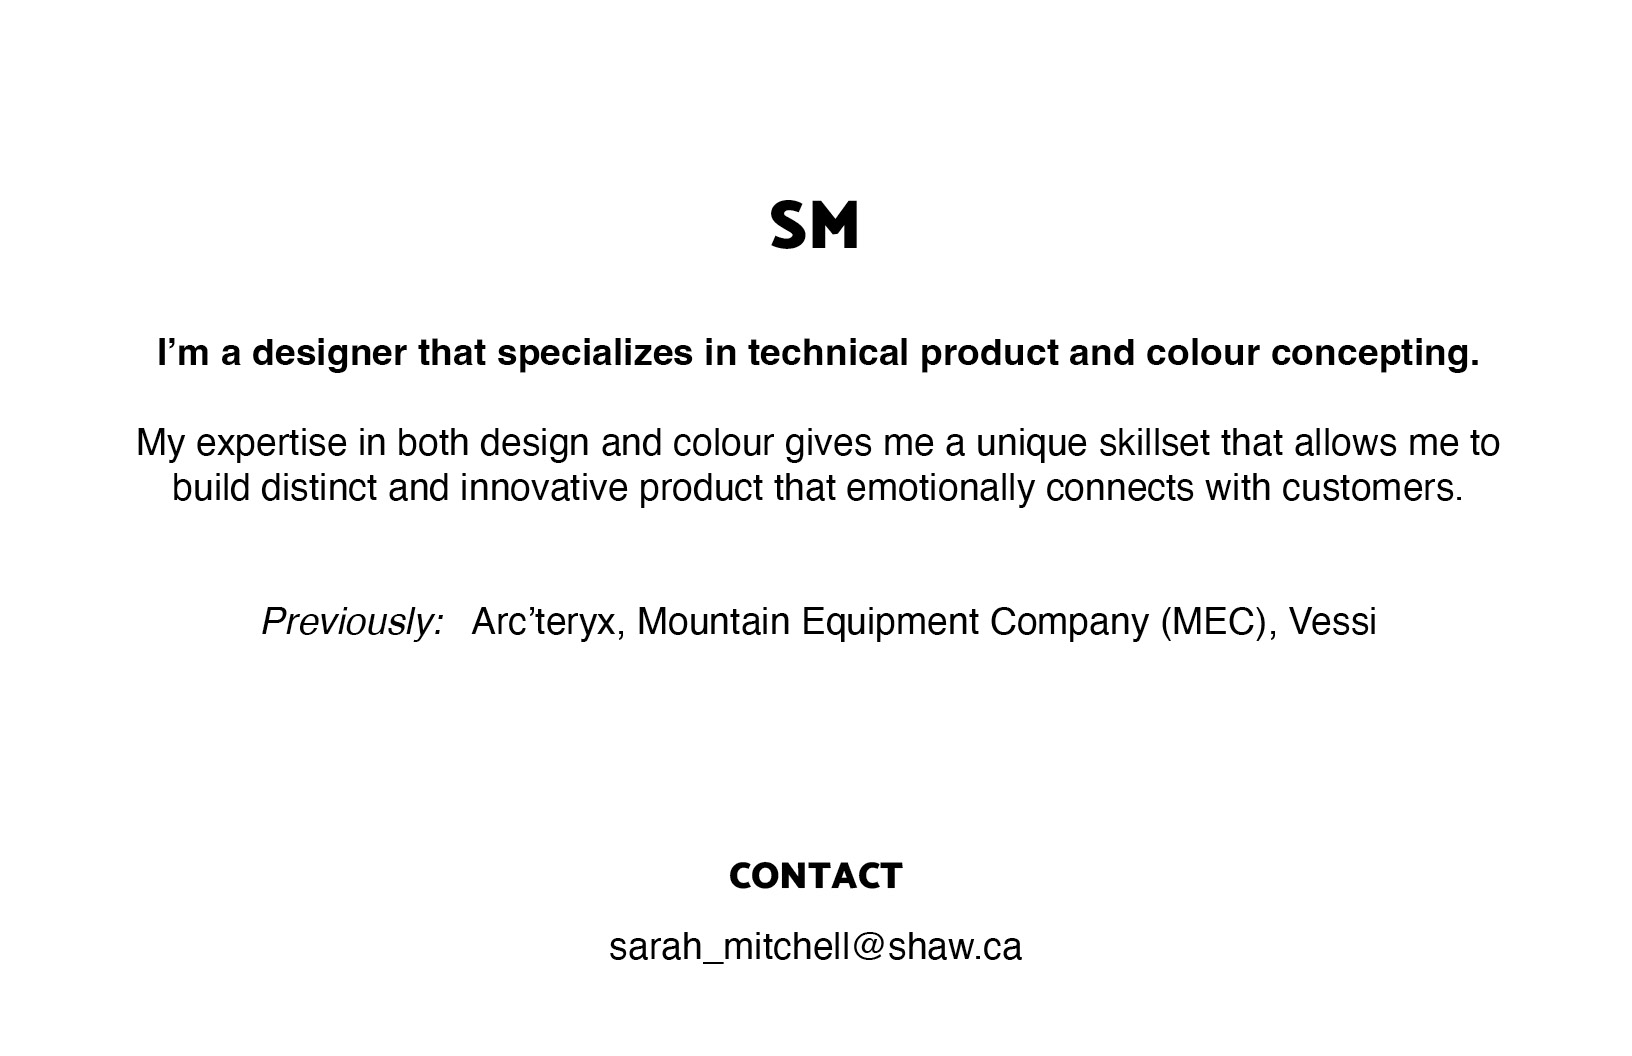 SM
I’m a designer that specializes in technical product and colour concepting.
My expertise in both design and colour gives me a unique skillset that allows me to
build distinct and innovative product that emotionally connects with customers.
Previously: Arc’teryx, Mountain Equipment Company (MEC), Vessi
CONTACT
sarah_mitchell@shaw.ca